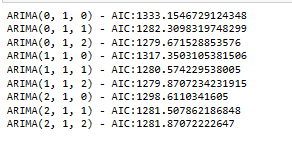 ARIMA(0, 1, 0) - AIC:1333.1546729124348
ARIMA(0, 1, 1) - AIC:1282.3098319748299
ARIMA(0, 1, 2) - AIC:1279.671528853576
ARIMA(1, 1, 0) - AIC:1317.3503105381506
ARIMA(1, 1, 1) - AIC:1280.574229538005
ARIMA(1, 1, 2) - AIC:1279.8707234231915
ARIMA(2, 1, 0) - AIC:1298.6110341605
ARIMA(2, 1, 1) - AIC:1281.507862186848
ARIMA(2, 1, 2) - AIC:1281.87072222647